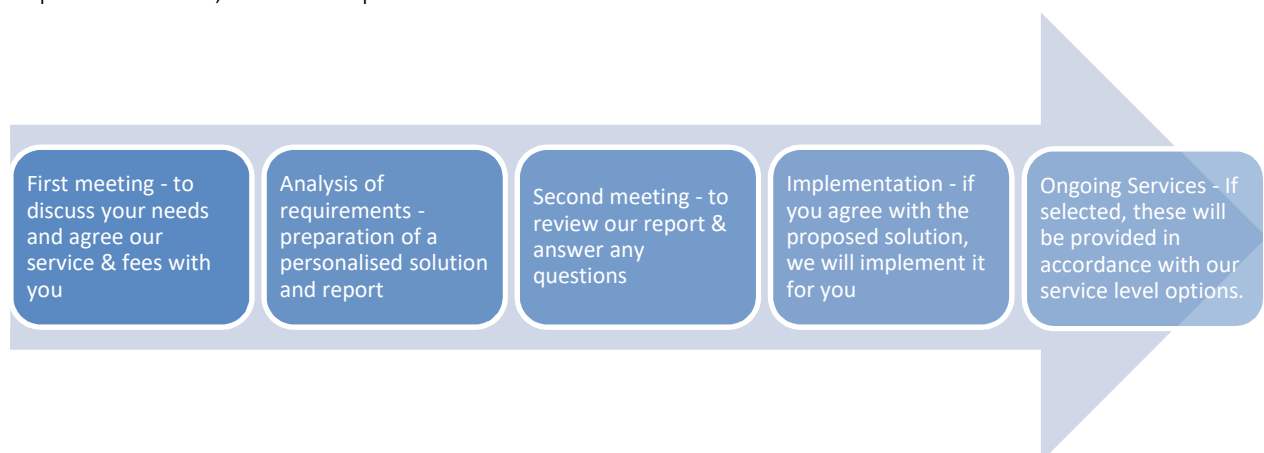 First meeting - to
discuss your needs
and agree our
service & fees with
you
Analysis of
requirements -
preparation of a
personalised solution
and report
Second meeting - to
review our report &
answer any
questions
Implementation - if
you agree with the
proposed solution,
we will implement it
for you
Ongoing Services - If
selected, these will
be provided in
accordance with our
service level options.